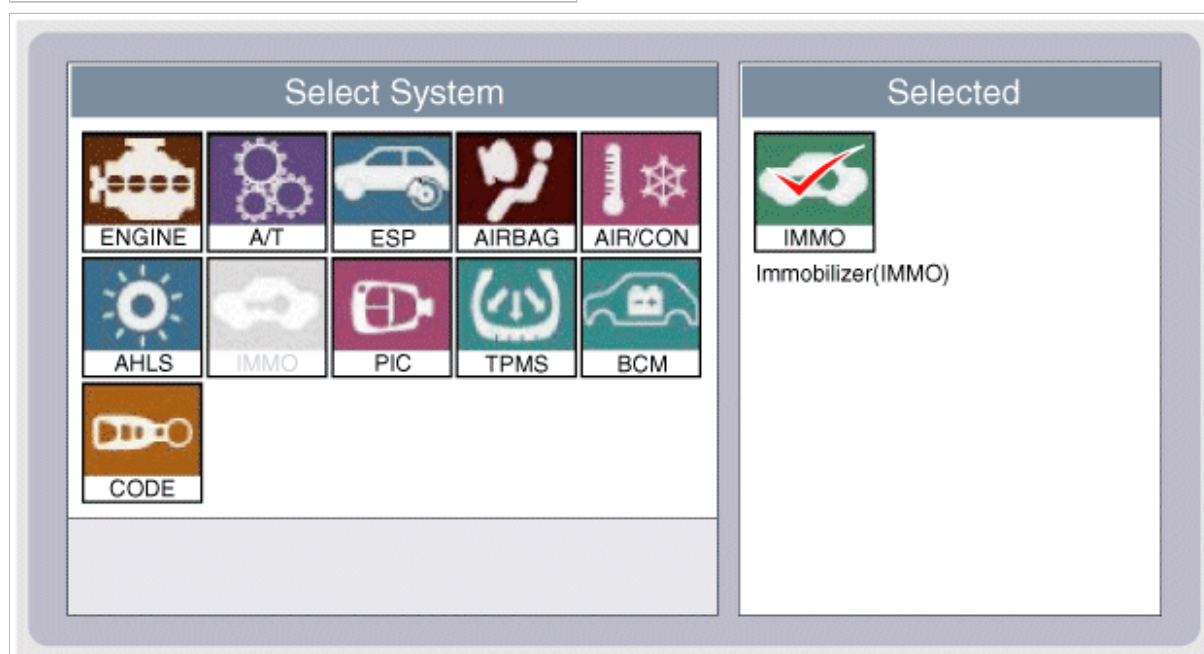 Select System
Selected
ENGINE A/T ESP AIRBAG AIR/CON
IMMO
Immobilizer(IMMO)
AHLS IMMO PIC TPMS BCM
CODE